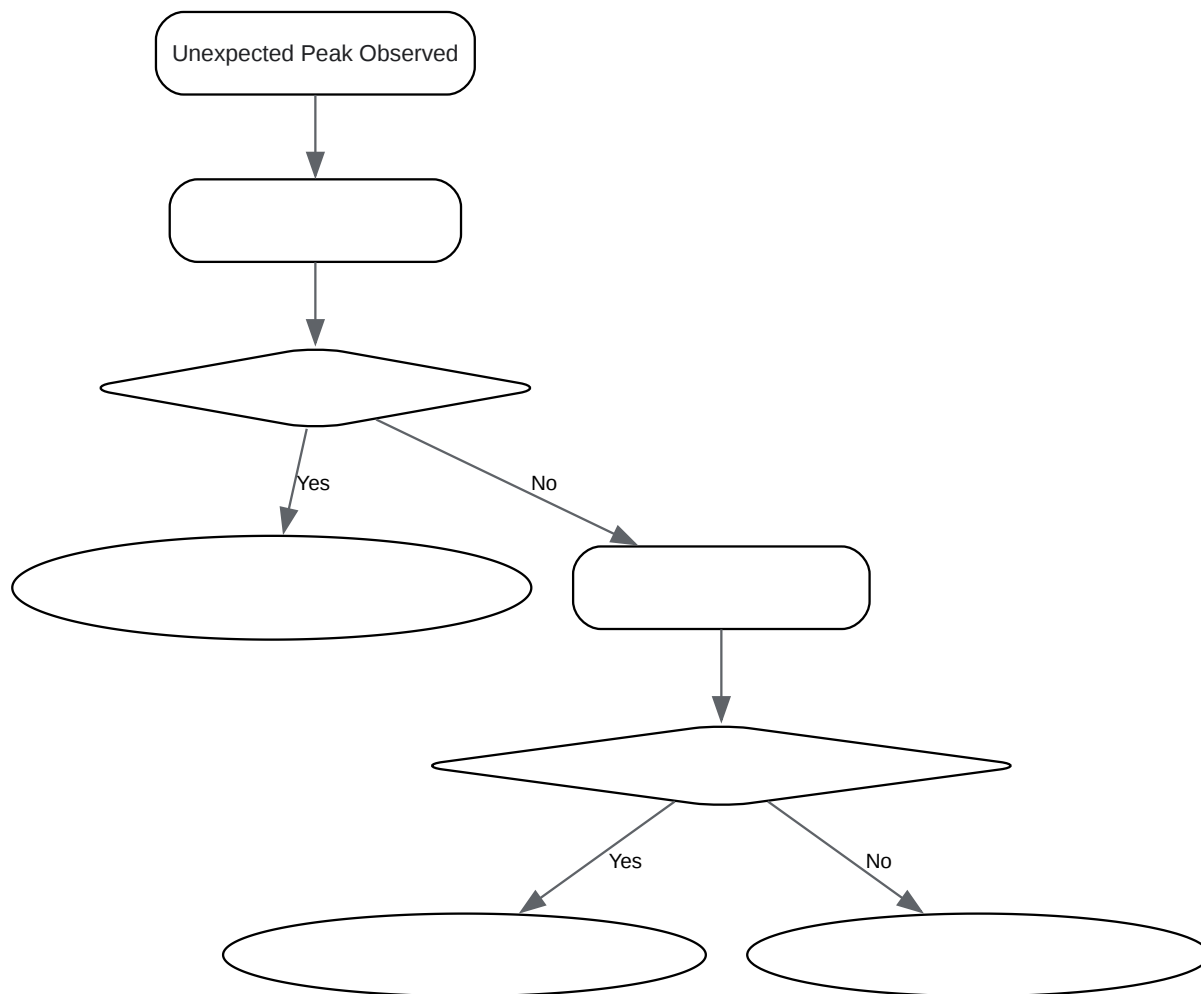 Unexpected Peak Observed
Yes
No
Yes
No